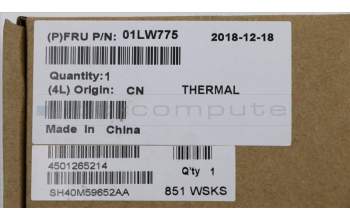 (P)FRU P/N: 01LW775 2018-12-18
Quantity:1
(4L) Origin: CN THERMAL
Made in China
4501265214 Q'ty 1
SH40M59652AA 851 WSKS